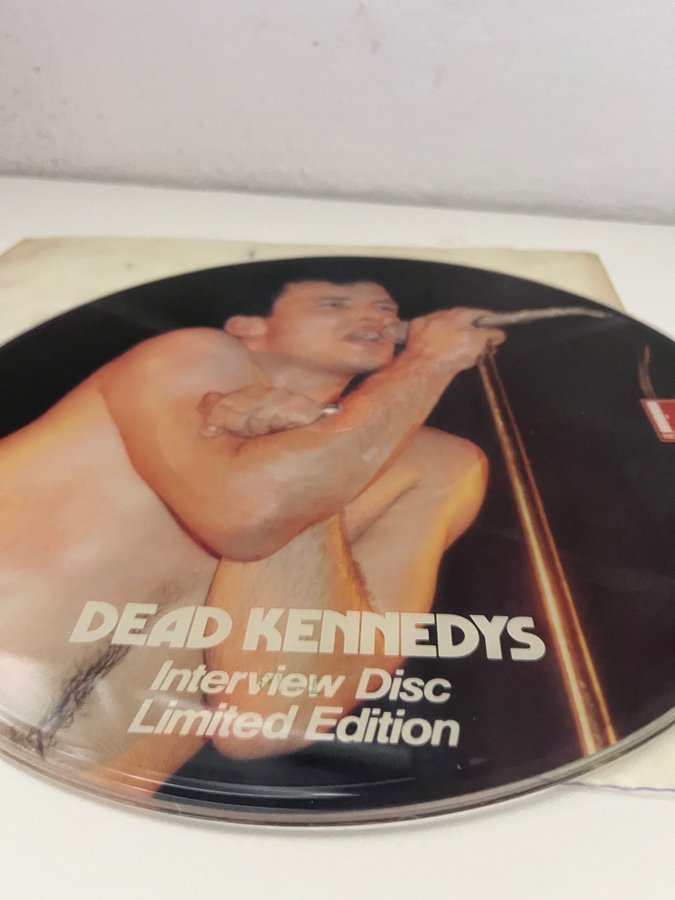 DEAD KENNEDYS
Interview Disc
Limited Edition